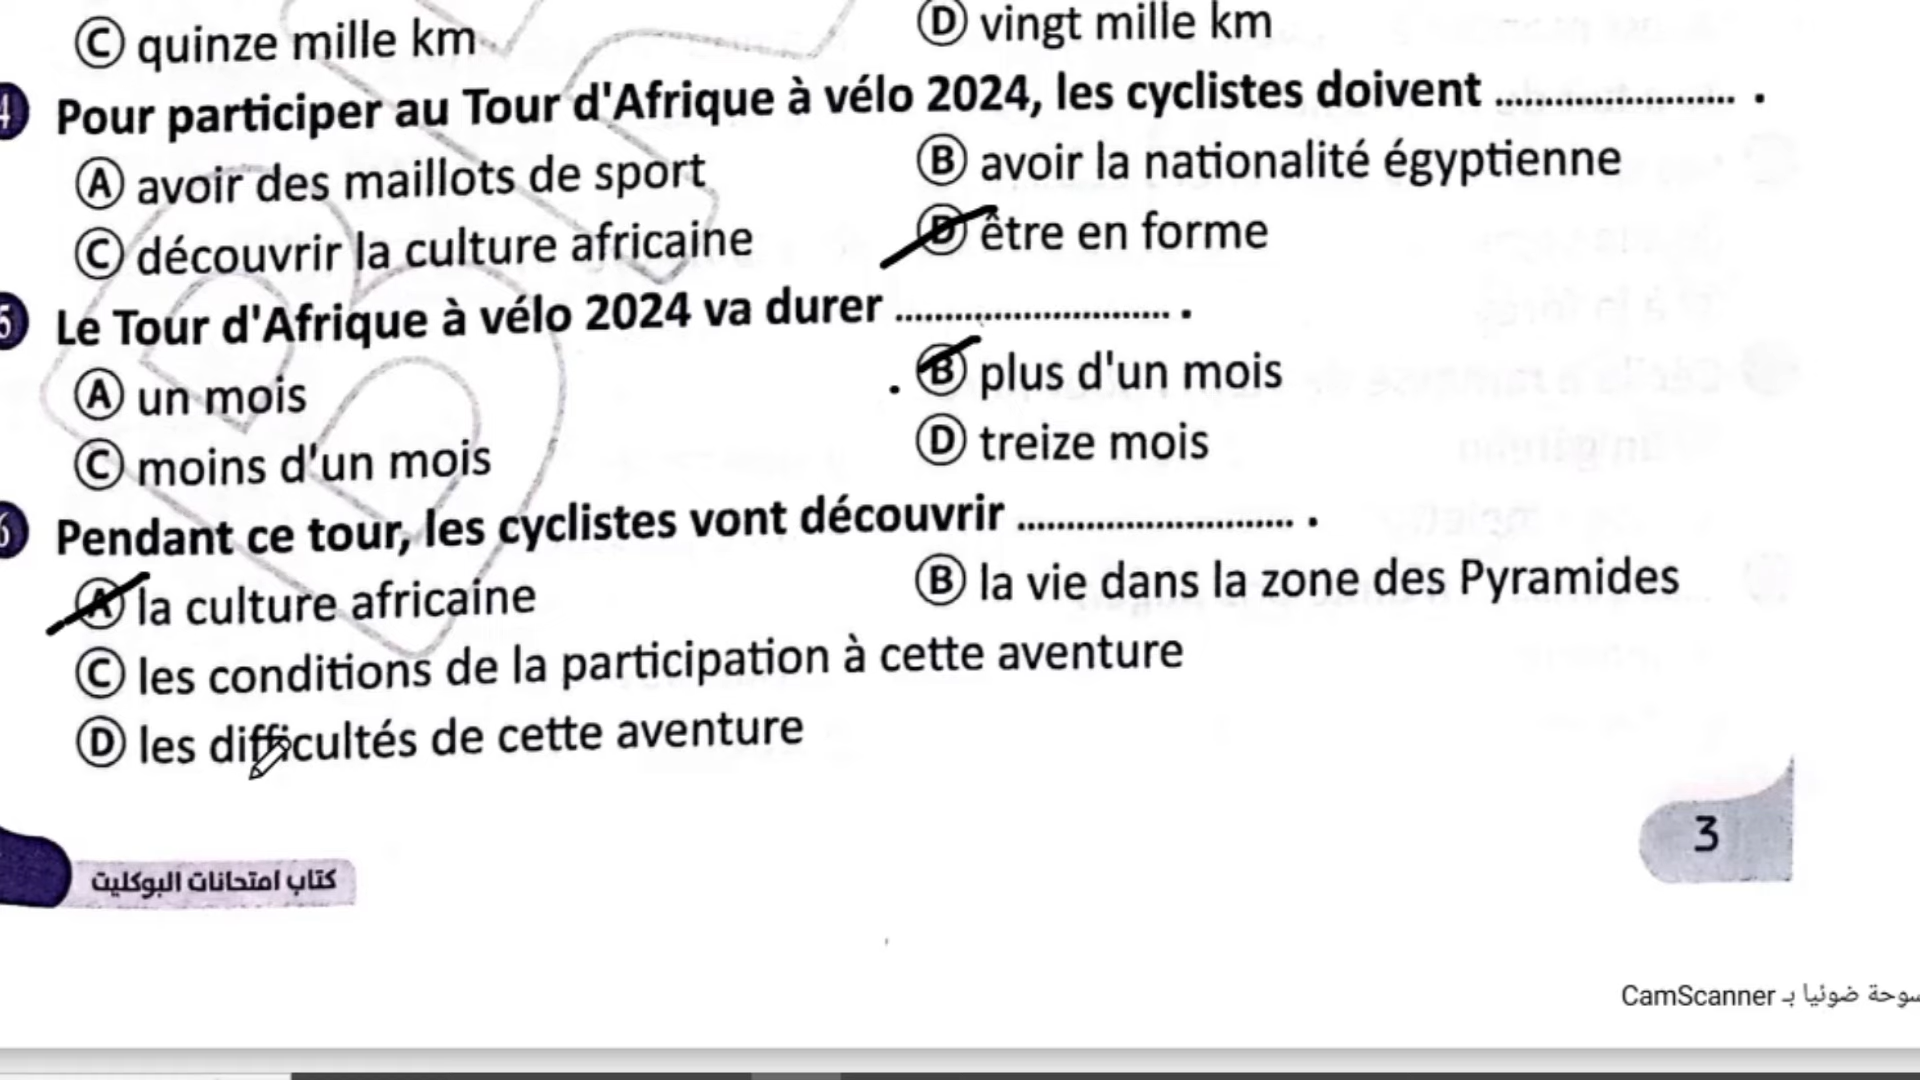 C quinze mille km
D vingt mille km
4 Pour participer au Tour d'Afrique à vélo 2024, les cyclistes doivent ........................ .
A avoir des maillots de sport
B avoir la nationalité égyptienne
C découvrir la culture africaine
D être en forme
5 Le Tour d'Afrique à vélo 2024 va durer ........................... .
A un mois
B plus d'un mois
C moins d'un mois
D treize mois
6 Pendant ce tour, les cyclistes vont découvrir ........................... .
A la culture africaine
B la vie dans la zone des Pyramides
C les conditions de la participation à cette aventure
D les difficultés de cette aventure
3
كتاب امتحانات البوكليت
ضوئيا بـ CamScanner